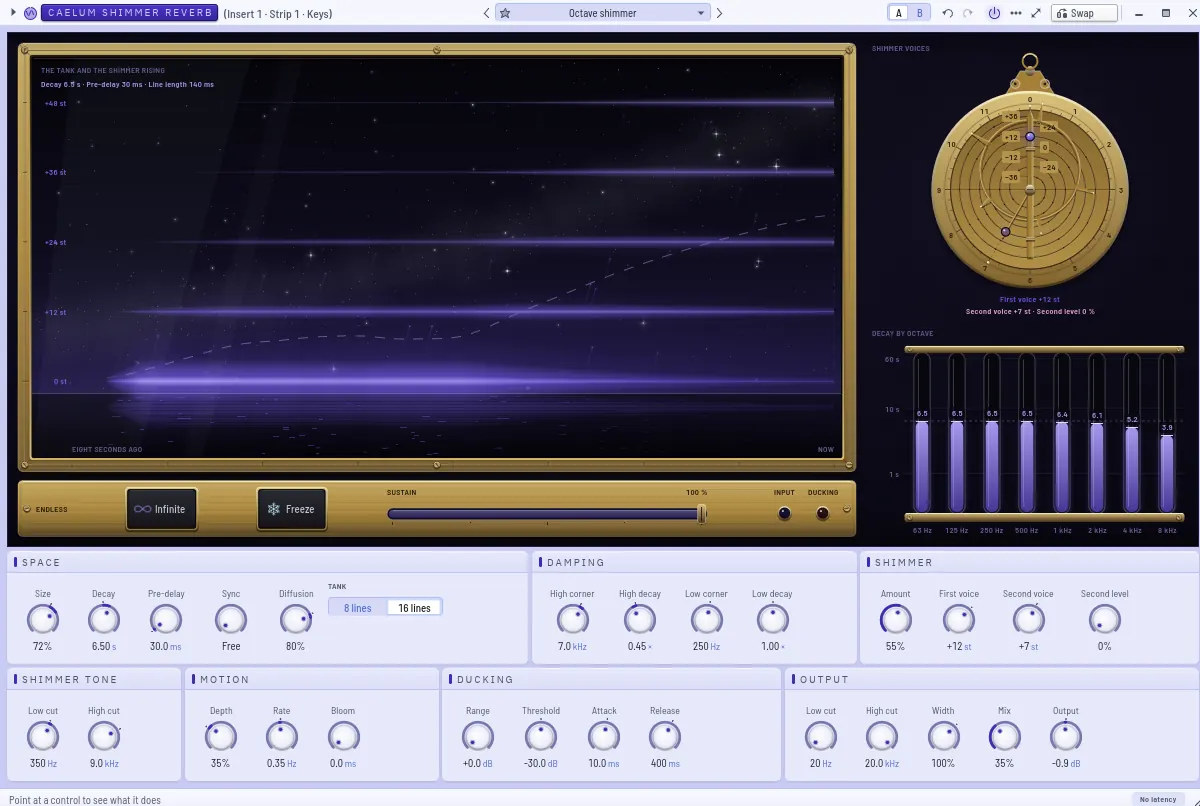 CAELUM SHIMMER REVERB (Insert 1 · Strip 1 · Keys)
Octave shimmer
A B
Swap
THE TANK AND THE SHIMMER RISING
Decay 6.5 s · Pre-delay 30 ms · Line length 140 ms
+48 st
+36 st
+24 st
+12 st
0 st
EIGHT SECONDS AGO
NOW
SHIMMER VOICES
0
1
2
3
4
5
6
7
8
9
10
11
+36
+24
+12
0
-12
-24
-36
First voice +12 st
Second voice +7 st · Second level 0 %
DECAY BY OCTAVE
60 s
10 s
1 s
6.5 6.5 6.5 6.5 6.4 6.1 5.2 3.9
63 Hz 125 Hz 250 Hz 500 Hz 1 kHz 2 kHz 4 kHz 8 kHz
ENDLESS
Infinite
Freeze
SUSTAIN 100 %
INPUT DUCKING
SPACE
Size Decay Pre-delay Sync Diffusion
72% 6.50 s 30.0 ms Free 80%
TANK
8 lines 16 lines
DAMPING
High corner High decay Low corner Low decay
7.0 kHz 0.45 × 250 Hz 1.00 ×
SHIMMER
Amount First voice Second voice Second level
55% +12 st +7 st 0%
SHIMMER TONE
Low cut High cut
350 Hz 9.0 kHz
MOTION
Depth Rate Bloom
35% 0.35 Hz 0.0 ms
DUCKING
Range Threshold Attack Release
+0.0 dB -30.0 dB 10.0 ms 400 ms
OUTPUT
Low cut High cut Width Mix Output
20 Hz 20.0 kHz 100% 35% -0.9 dB
Point at a control to see what it does
No latency